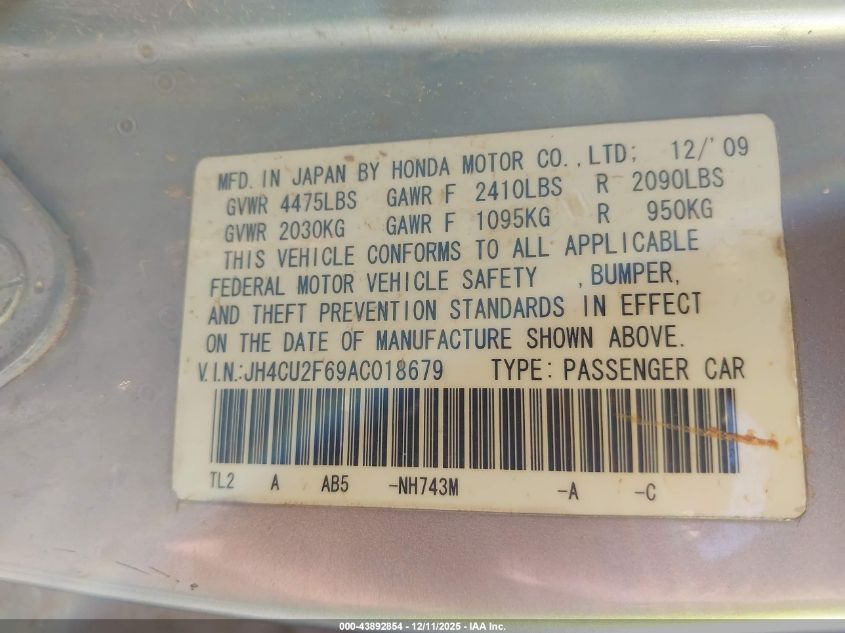 MFD. IN JAPAN BY HONDA MOTOR CO., LTD; 12/'09
GVWR 4475LBS GAWR F 2410LBS R 2090LBS
GVWR 2030KG GAWR F 1095KG R 950KG
THIS VEHICLE CONFORMS TO ALL APPLICABLE
FEDERAL MOTOR VEHICLE SAFETY , BUMPER,
AND THEFT PREVENTION STANDARDS IN EFFECT
ON THE DATE OF MANUFACTURE SHOWN ABOVE.
V.I.N.:JH4CU2F69AC018679 TYPE: PASSENGER CAR
TL2 A AB5 -NH743M -A -C
000-43892854 - 12/11/2025 - IAA Inc.